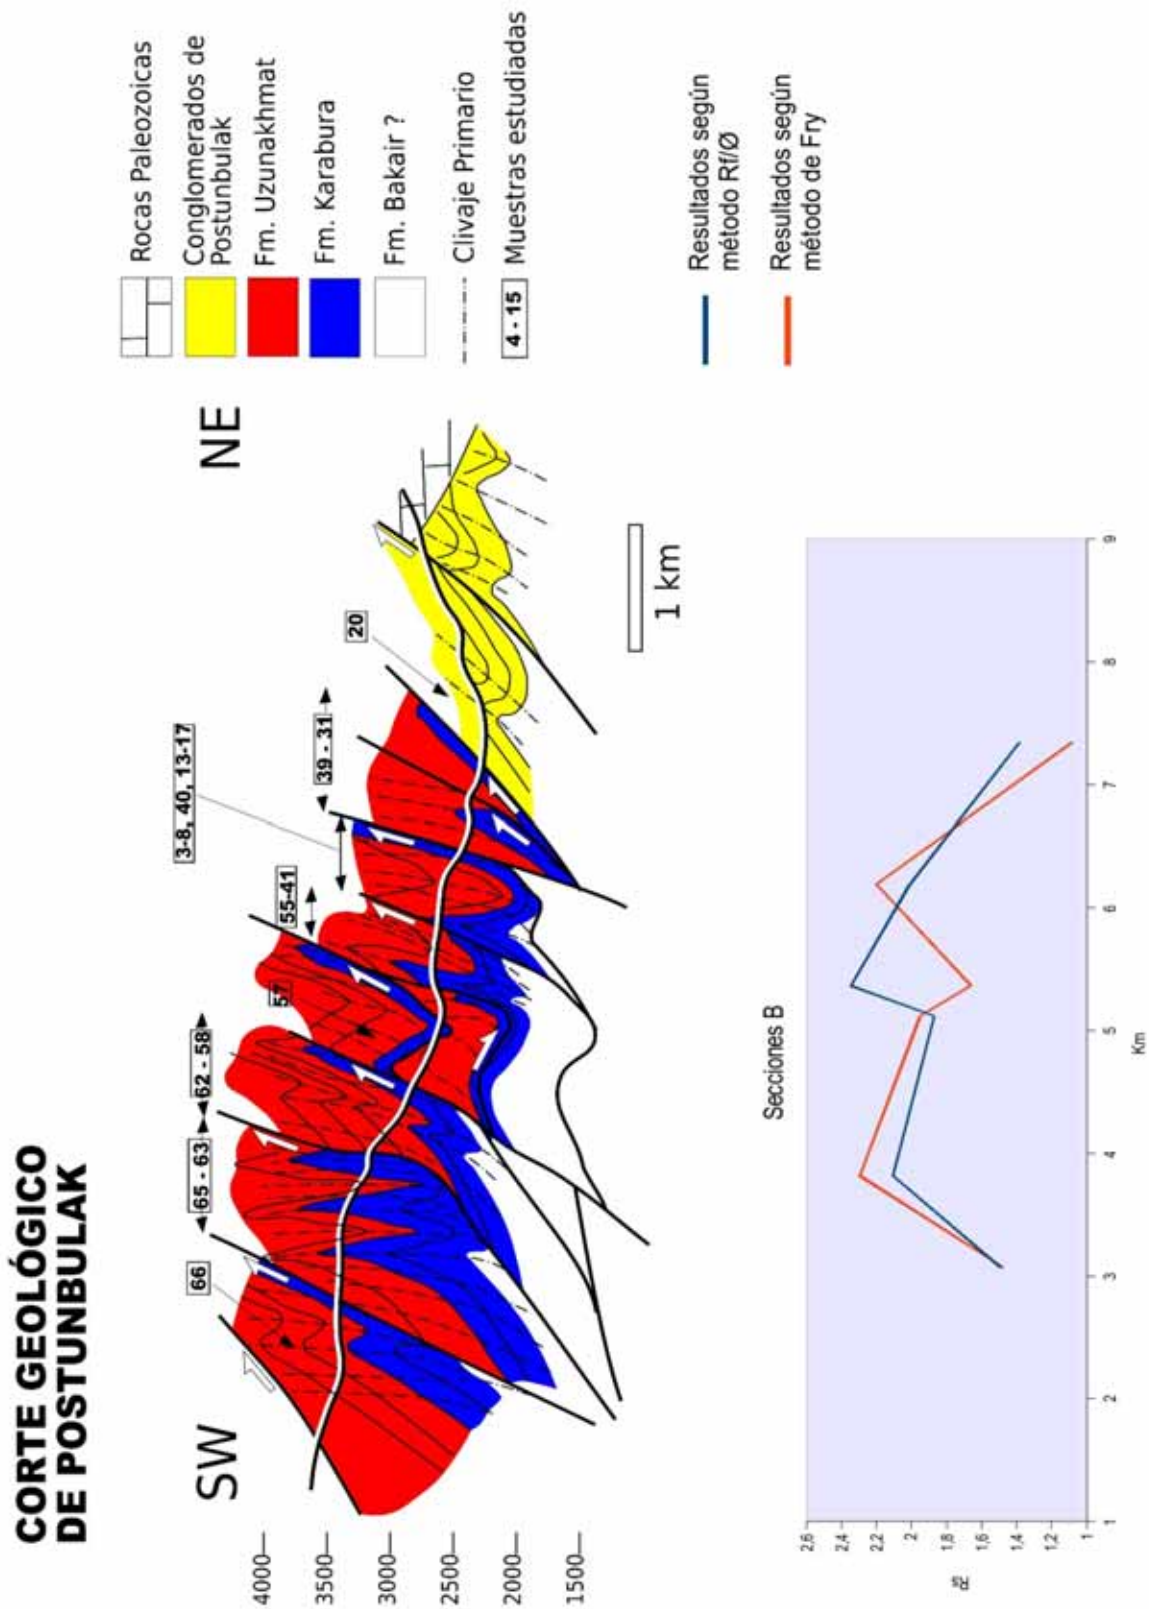 CORTE GEOLÓGICO
DE POSTUNBULAK
SW
NE
4000
3500
3000
2500
2000
1500
66
65 - 63
62 - 58
57
55-41
3-8, 40, 13-17
39 - 31
20
1 km
Rocas Paleozoicas
Conglomerados de
Postunbulak
Fm. Uzunakhmat
Fm. Karabura
Fm. Bakair ?
Clivaje Primario
4 - 15 Muestras estudiadas
Secciones B
Rs
2,6
2,4
2,2
2
1,8
1,6
1,4
1,2
1
1 2 3 4 5 6 7 8 9
Km
Resultados según
método Rf/Ø
Resultados según
método de Fry